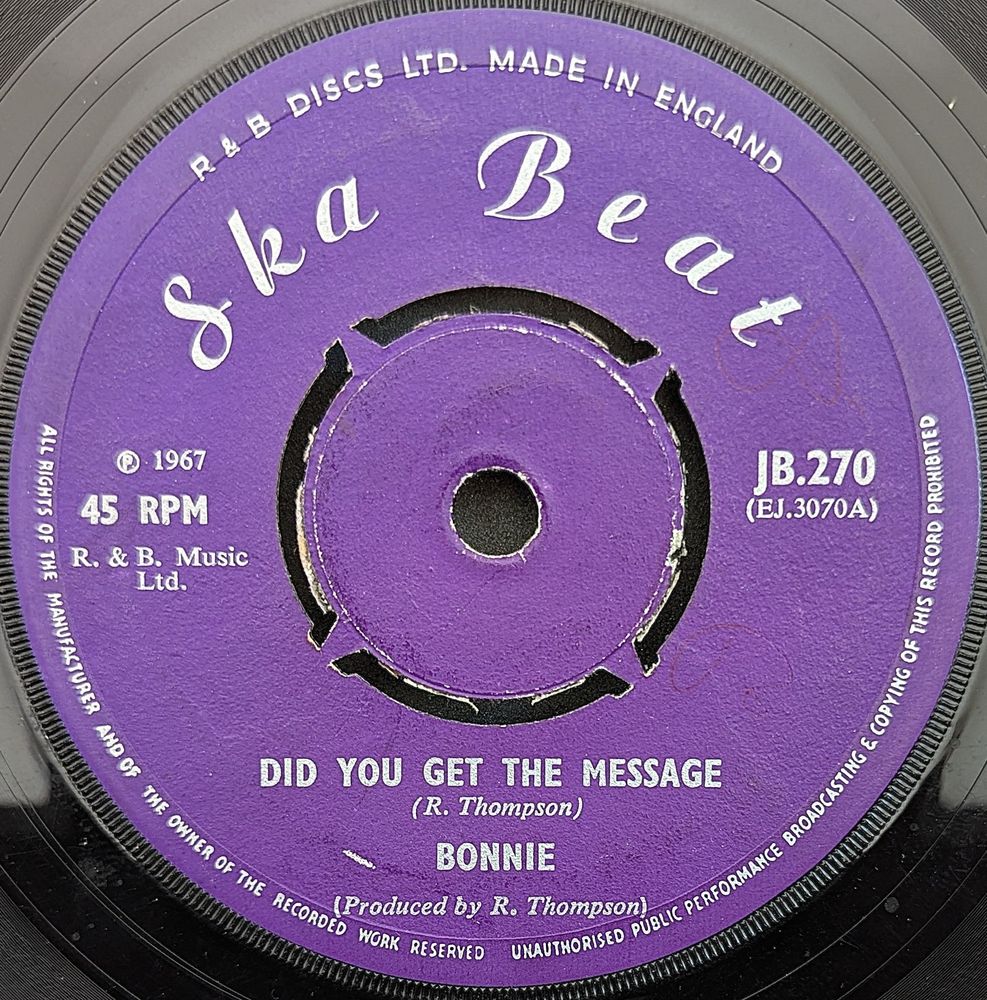 R & B DISCS LTD. MADE IN ENGLAND
Ska Beat
℗ 1967
45 RPM
R. & B. Music
Ltd.
JB.270
(EJ.3070A)
DID YOU GET THE MESSAGE
(R. Thompson)
BONNIE
(Produced by R. Thompson)
ALL RIGHTS OF THE MANUFACTURER AND OF THE OWNER OF THE RECORDED WORK RESERVED UNAUTHORISED PUBLIC PERFORMANCE BROADCASTING & COPYING OF THIS RECORD PROHIBITED